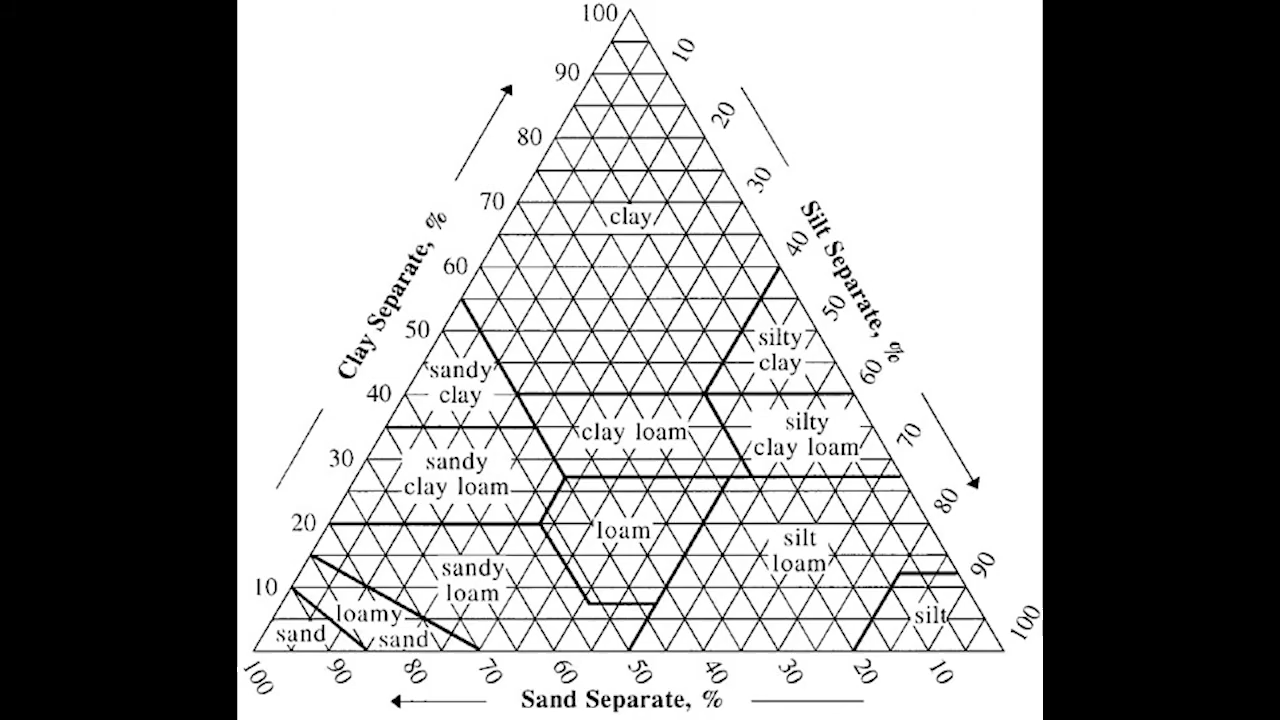 100
10
90
20
80
30
70
clay
Clay Separate, %
Silt Separate, %
40
60
50
50
silty
clay
sandy
clay
60
40
clay loam
silty
clay loam
70
30
sandy
clay loam
80
20
loam
silt
loam
90
10
sandy
loam
loamy
sand
sand
silt
100
100
90
80
70
60
50
40
30
20
10
Sand Separate, %